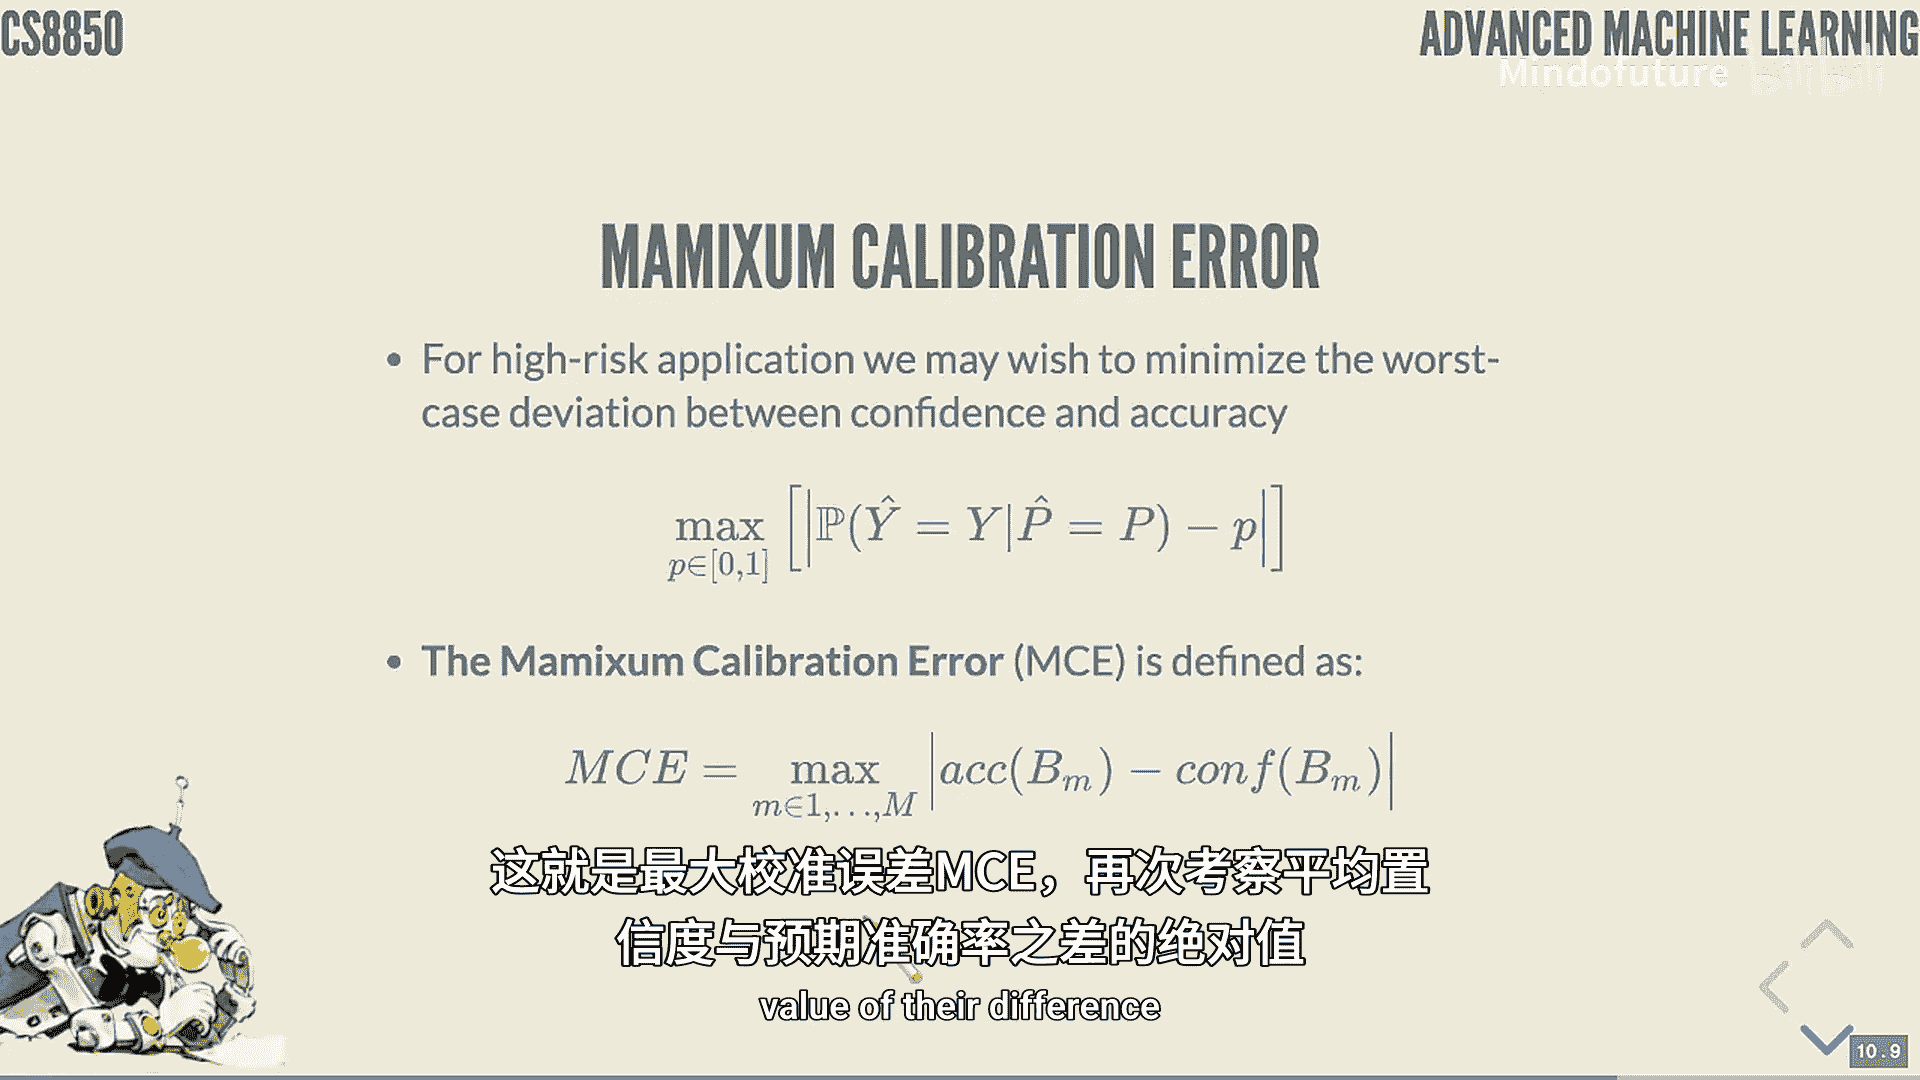 CS8850
ADVANCED MACHINE LEARNING
Mindofuture bilibili
MAMIXUM CALIBRATION ERROR
• For high-risk application we may wish to minimize the worst-
case deviation between confidence and accuracy
max_{p∈[0,1]} [|ℙ(Ŷ = Y|P̂ = P) − p|]
• The Mamixum Calibration Error (MCE) is defined as:
MCE = max_{m∈1,...,M} |acc(B_m) − conf(B_m)|
这就是最大校准误差MCE，再次考察平均置
信度与预期准确率之差的绝对值
value of their difference
10.9